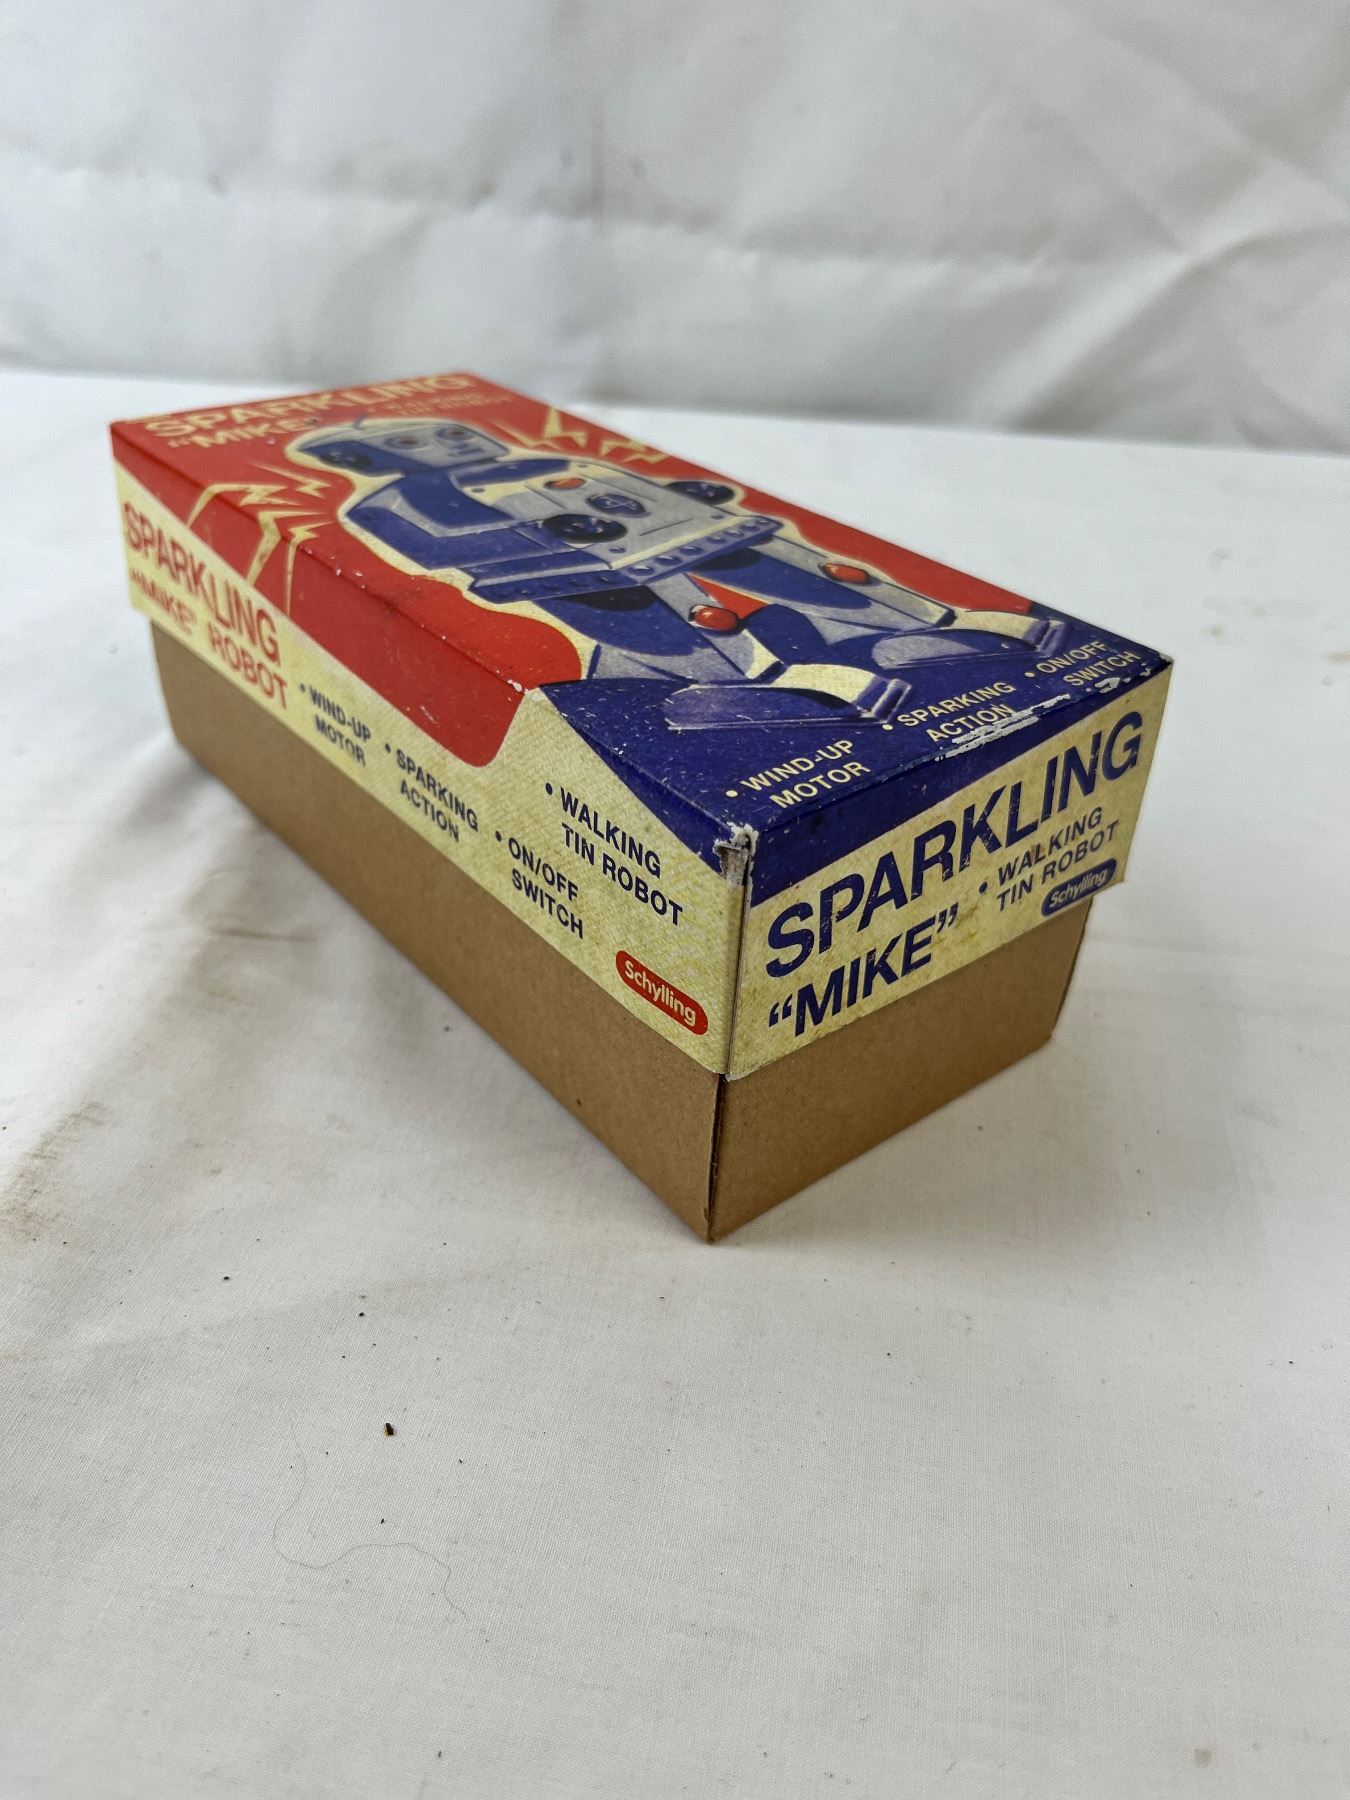 SPARKLING
"MIKE"
• WIND-UP
MOTOR
• SPARKING
ACTION
• ON/OFF
SWITCH
SPARKLING
"MIKE" ROBOT
• WIND-UP
MOTOR
• SPARKING
ACTION
• ON/OFF
SWITCH
• WALKING
TIN ROBOT
Schylling
SPARKLING
"MIKE"
• WALKING
TIN ROBOT
Schylling